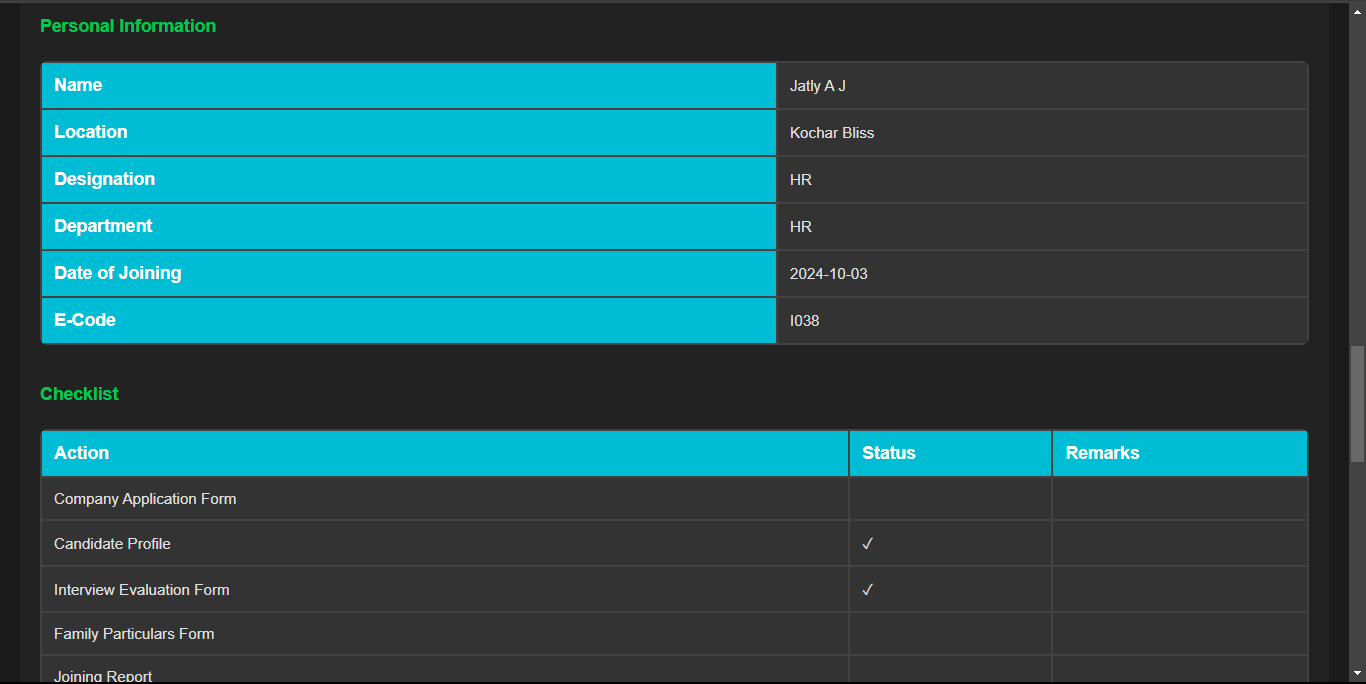 Personal Information
Name Jatly A J
Location Kochar Bliss
Designation HR
Department HR
Date of Joining 2024-10-03
E-Code I038
Checklist
Action Status Remarks
Company Application Form
Candidate Profile ✓
Interview Evaluation Form ✓
Family Particulars Form
Joining Report